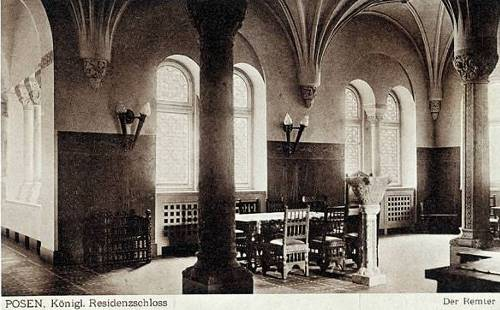 POSEN, Königl. Residenzschloss
Der Remter